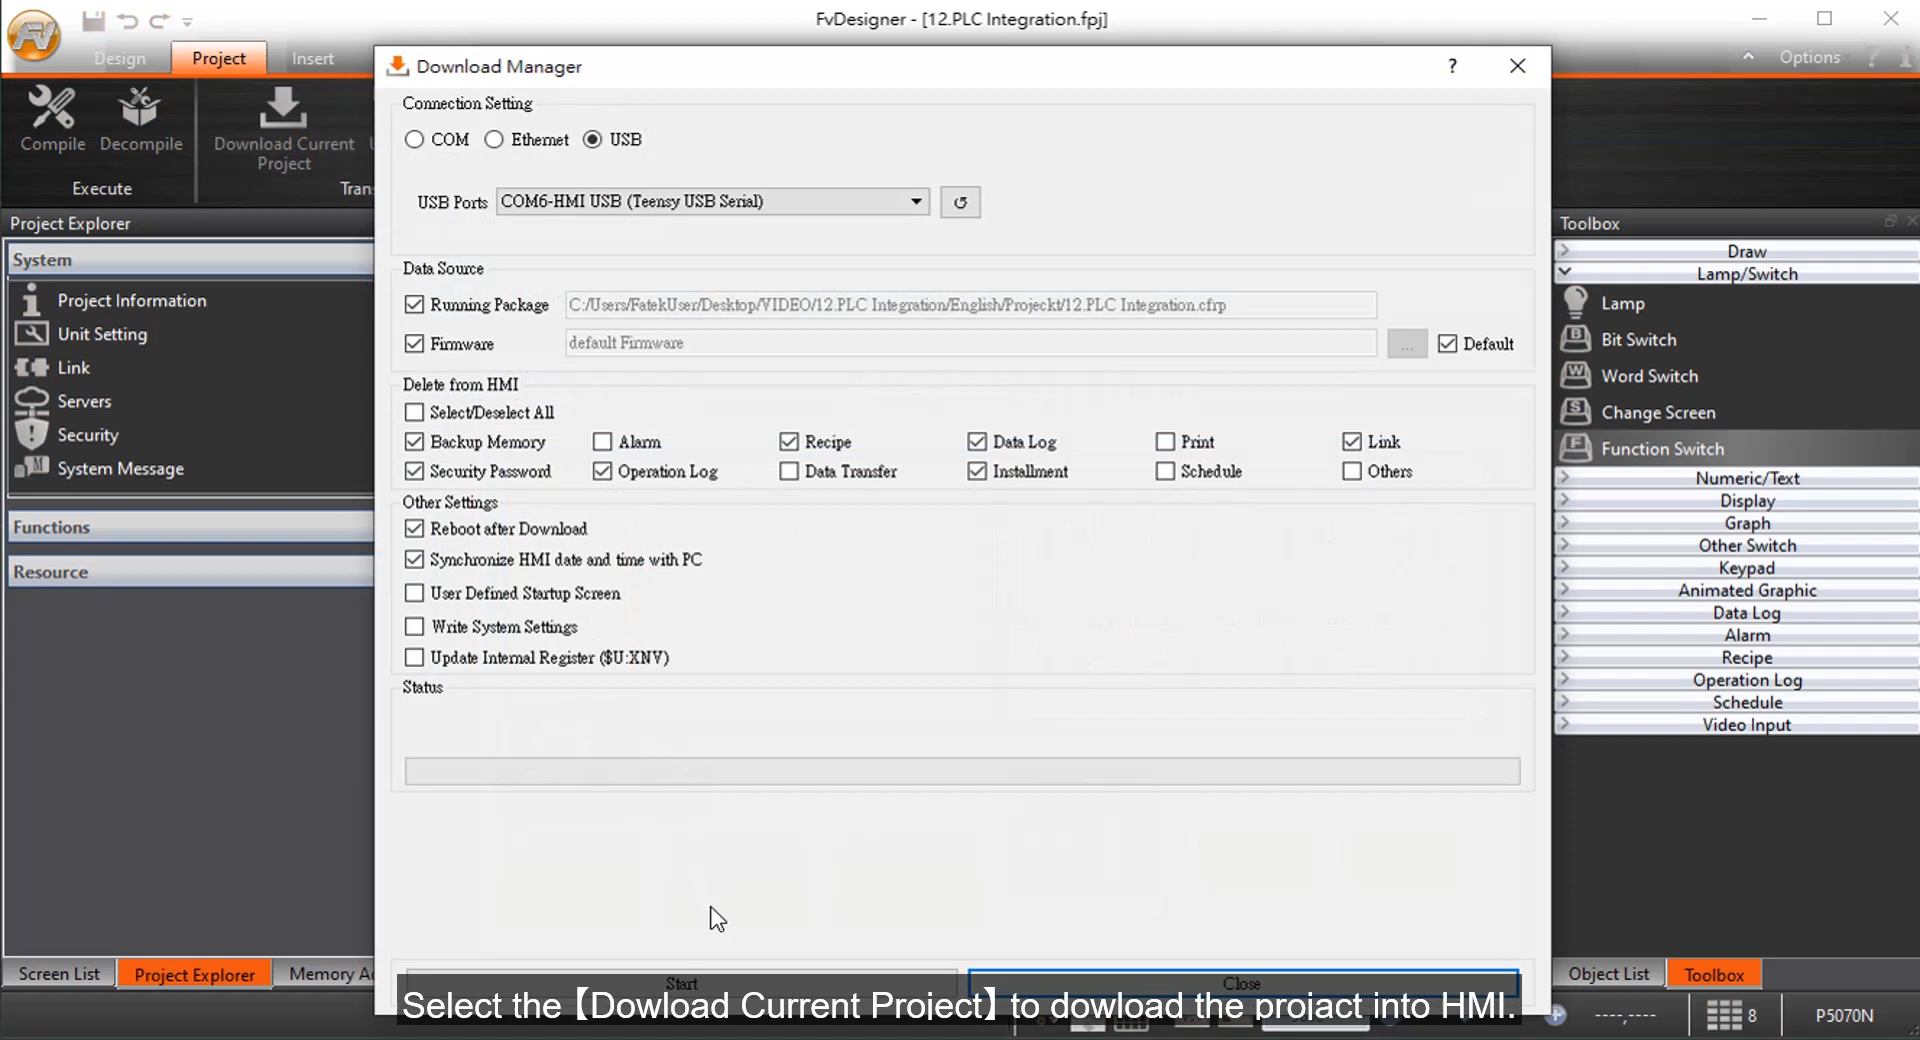 FvDesigner - [12.PLC Integration.fpj]
Design Project Insert Options
Compile Decompile Download Current
Project
Execute
Download Manager
Connection Setting
COM Ethernet USB
USB Ports COM6-HMI USB (Teensy USB Serial)
Data Source
Running Package C:/Users/FatekUser/Desktop/VIDEO/12.PLC Integration/English/Projeckt/12.PLC Integration.cfrp
Firmware default Firmware ... Default
Delete from HMI
Select/Deselect All
Backup Memory Alarm Recipe Data Log Print Link
Security Password Operation Log Data Transfer Installment Schedule Others
Other Settings
Reboot after Download
Synchronize HMI date and time with PC
User Defined Startup Screen
Write System Settings
Update Internal Register ($U:XNV)
Status
Start Close
Project Explorer
System
Project Information
Unit Setting
Link
Servers
Security
System Message
Functions
Resource
Screen List Project Explorer
Toolbox
Draw
Lamp/Switch
Lamp
Bit Switch
Word Switch
Change Screen
Function Switch
Numeric/Text
Display
Graph
Other Switch
Keypad
Animated Graphic
Data Log
Alarm
Recipe
Operation Log
Schedule
Video Input
Object List Toolbox
----,---- 8 P5070N
Select the【Dowload Current Project】to dowload the projact into HMI.